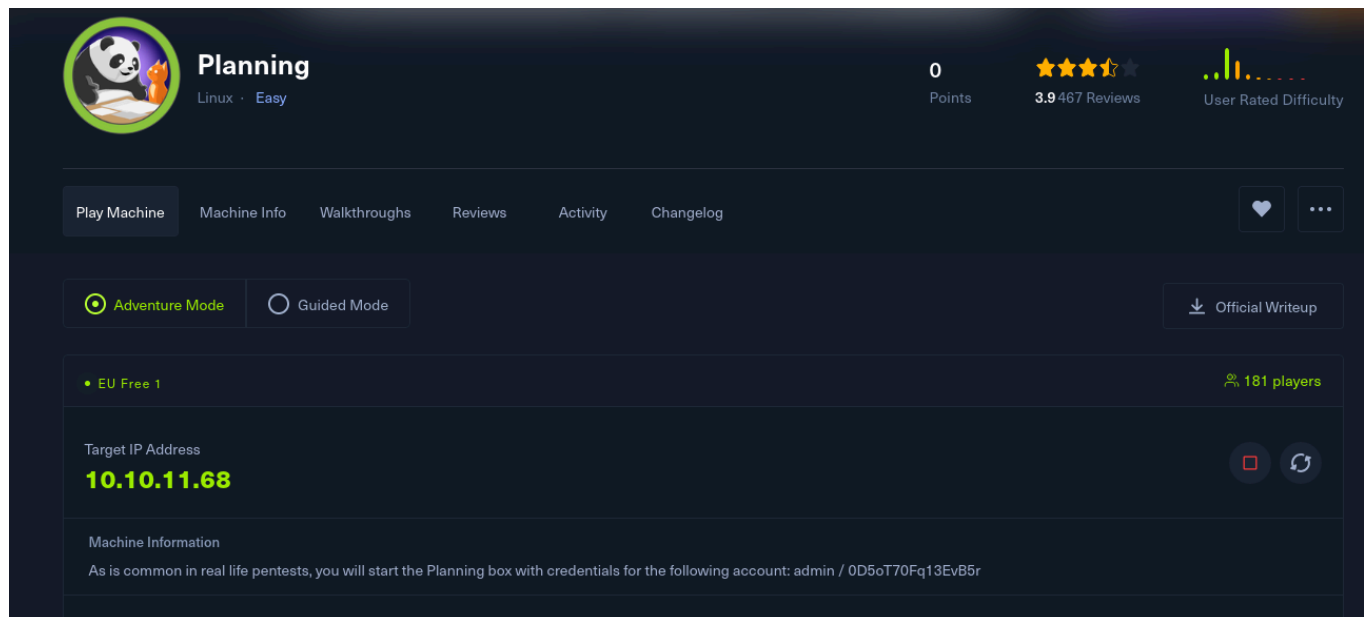 Planning
Linux · Easy
0
Points
3.9 467 Reviews
User Rated Difficulty
Play Machine
Machine Info
Walkthroughs
Reviews
Activity
Changelog
Adventure Mode
Guided Mode
Official Writeup
EU Free 1
181 players
Target IP Address
10.10.11.68
Machine Information
As is common in real life pentests, you will start the Planning box with credentials for the following account: admin / 0D5oT70Fq13EvB5r